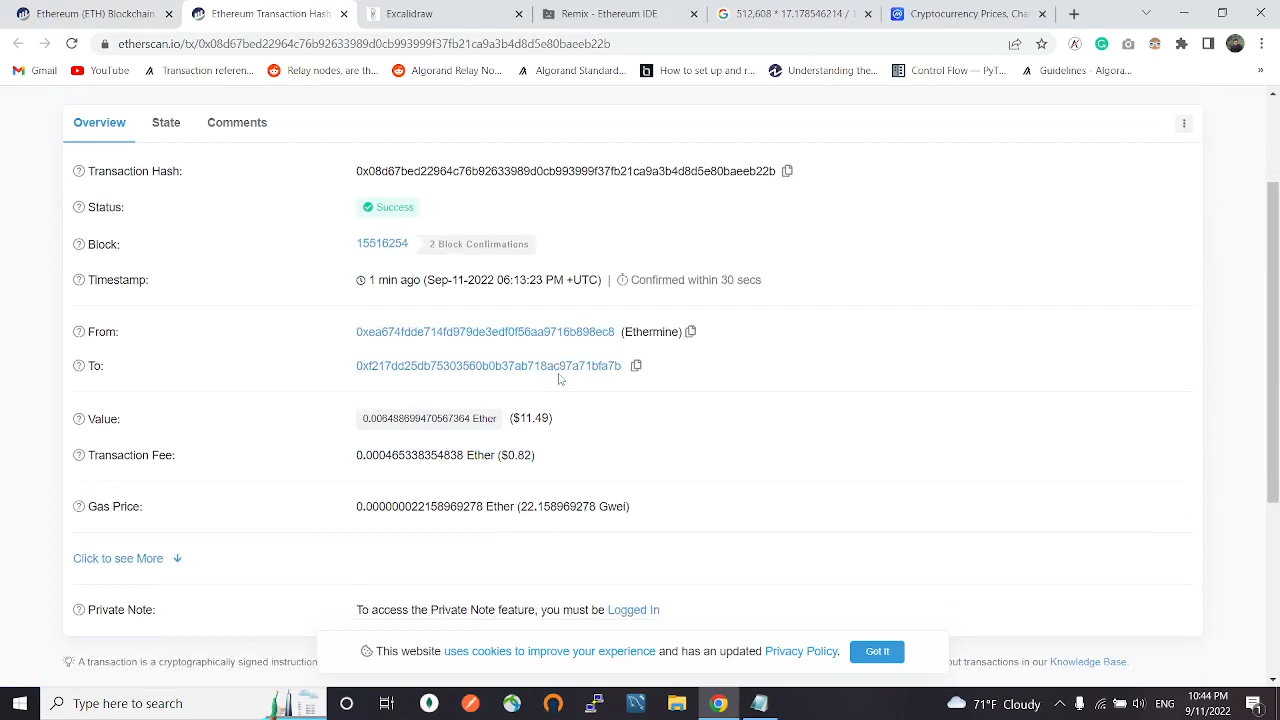 Ethereum (ETH) Blockchain
Ethereum Transaction Hash
Excalidraw
Remix - Ethereum IDE
512,608 * 17.178546214 / 1
Cryptocurrency Prices, Cha
etherscan.io/tx/0x08d67bed22964c76b92633989d0cb993999f37fb21ca9a3b4d8d5e80baeeb22b
Gmail
YouTube
Transaction referen...
Relay nodes, are th...
Algorand Relay No...
Algorand Standard...
How to set up and r...
Understanding the...
Control Flow — PyT...
Guidelines - Algora...
»
Overview
State
Comments
Transaction Hash:
0x08d67bed22964c76b92633989d0cb993999f37fb21ca9a3b4d8d5e80baeeb22b
Status:
Success
Block:
15516254
2 Block Confirmations
Timestamp:
1 min ago (Sep-11-2022 06:13:23 PM +UTC) | Confirmed within 30 secs
From:
0xea674fdde714fd979de3edf0f56aa9716b898ec8 (Ethermine)
To:
0xf217dd25db75303560b0b37ab718ac97a71bfa7b
Value:
0.006488699470567364 Ether ($11.49)
Transaction Fee:
0.000465338354838 Ether ($0.82)
Gas Price:
0.000000022158969278 Ether (22.158969278 Gwei)
Click to see More
Private Note:
To access the Private Note feature, you must be Logged In
This website uses cookies to improve your experience and has an updated Privacy Policy.
Got It
A transaction is a cryptographically signed instruction
out transactions in our Knowledge Base.
Type here to search
ENG
10:44 PM
9/11/2022